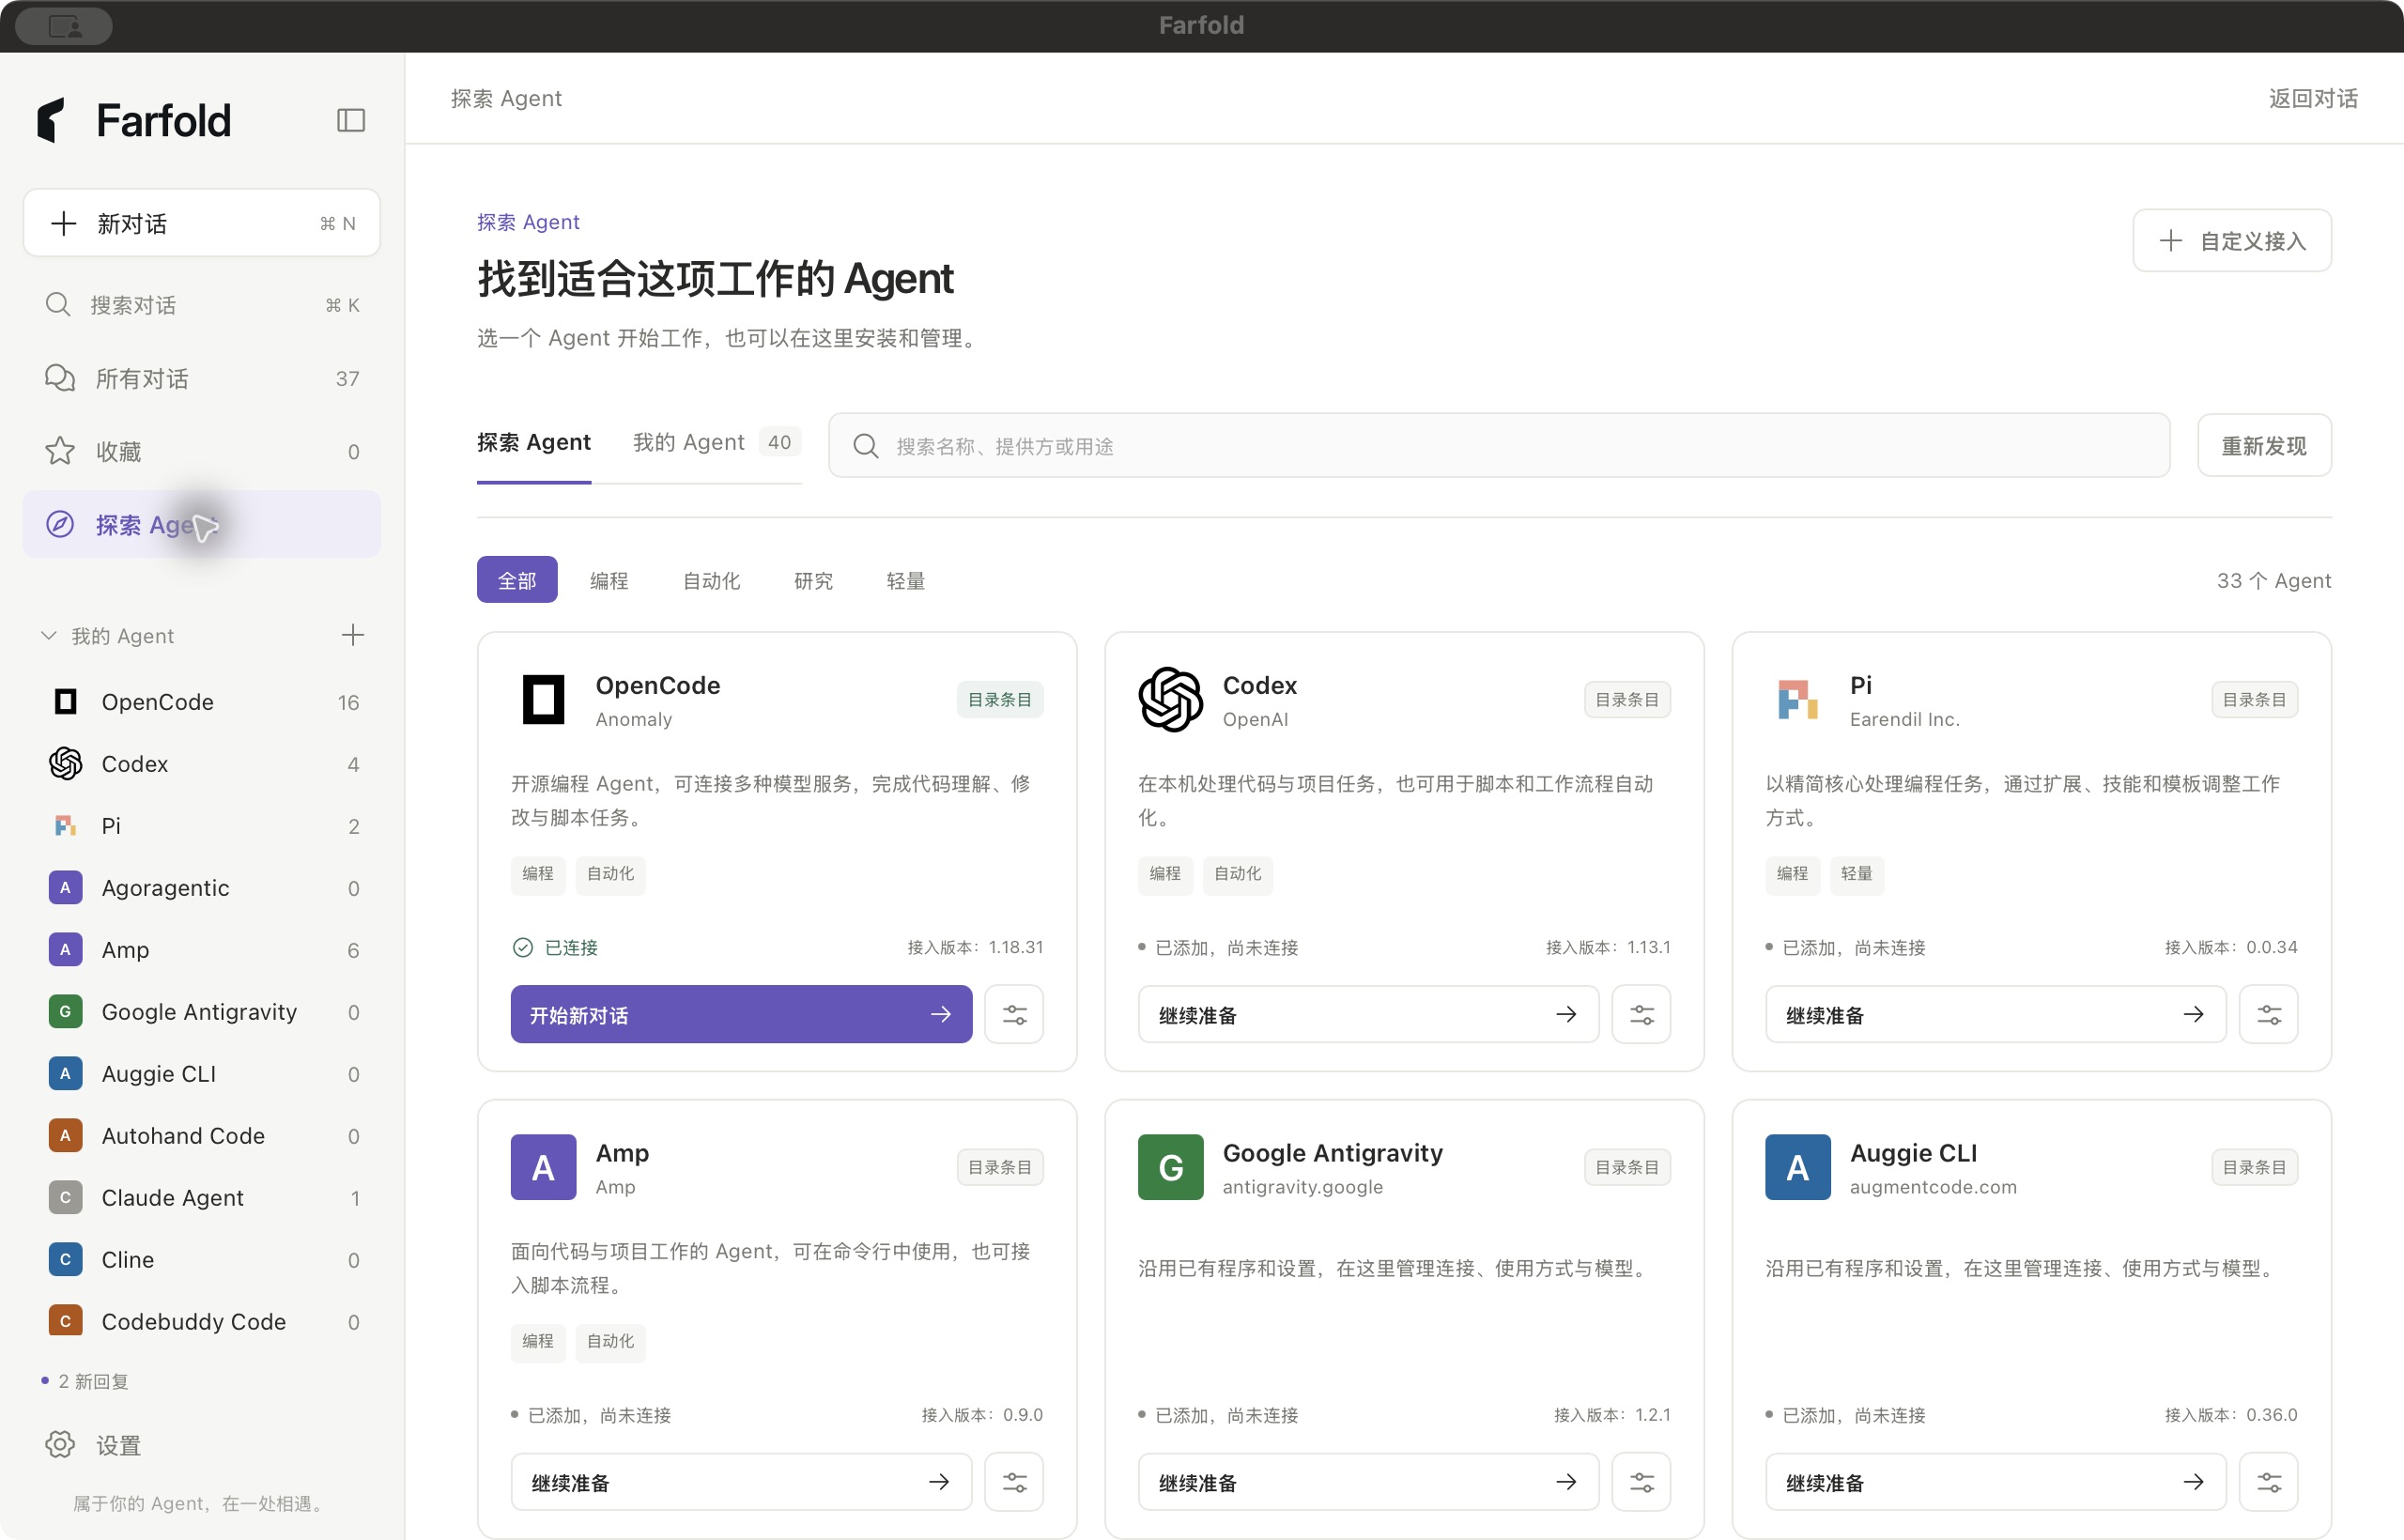 Farfold
Farfold
新对话 ⌘ N
搜索对话 ⌘ K
所有对话 37
收藏 0
探索 Age
我的 Agent
OpenCode 16
Codex 4
Pi 2
A Agoragentic 0
A Amp 6
G Google Antigravity 0
A Auggie CLI 0
A Autohand Code 0
C Claude Agent 1
C Cline 0
C Codebuddy Code 0
2 新回复
设置
属于你的 Agent，在一处相遇。
探索 Agent 返回对话
探索 Agent
找到适合这项工作的 Agent
选一个 Agent 开始工作，也可以在这里安装和管理。
自定义接入
探索 Agent 我的 Agent 40 搜索名称、提供方或用途 重新发现
全部 编程 自动化 研究 轻量 33 个 Agent
OpenCode
Anomaly
目录条目
开源编程 Agent，可连接多种模型服务，完成代码理解、修
改与脚本任务。
编程 自动化
已连接 接入版本：1.18.31
开始新对话
Codex
OpenAI
目录条目
在本机处理代码与项目任务，也可用于脚本和工作流程自动
化。
编程 自动化
已添加，尚未连接 接入版本：1.13.1
继续准备
Pi
Earendil Inc.
目录条目
以精简核心处理编程任务，通过扩展、技能和模板调整工作
方式。
编程 轻量
已添加，尚未连接 接入版本：0.0.34
继续准备
A Amp
Amp
目录条目
面向代码与项目工作的 Agent，可在命令行中使用，也可接
入脚本流程。
编程 自动化
已添加，尚未连接 接入版本：0.9.0
继续准备
G Google Antigravity
antigravity.google
目录条目
沿用已有程序和设置，在这里管理连接、使用方式与模型。
已添加，尚未连接 接入版本：1.2.1
继续准备
A Auggie CLI
augmentcode.com
目录条目
沿用已有程序和设置，在这里管理连接、使用方式与模型。
已添加，尚未连接 接入版本：0.36.0
继续准备